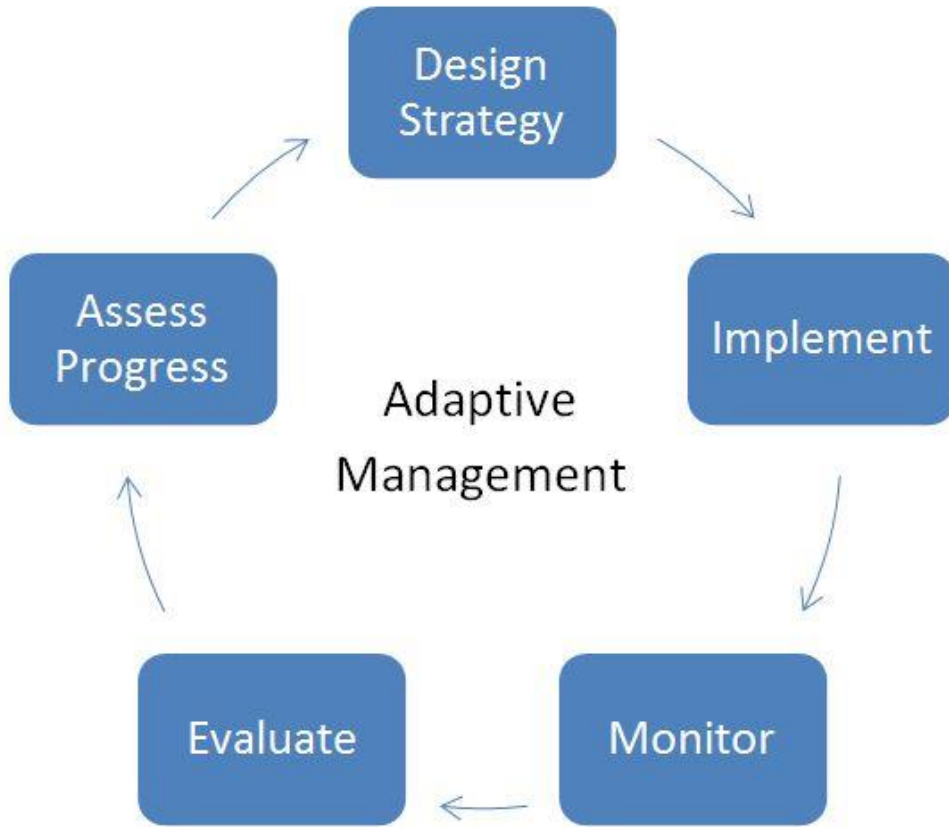 Design
Strategy
Implement
Monitor
Evaluate
Assess
Progress
Adaptive
Management